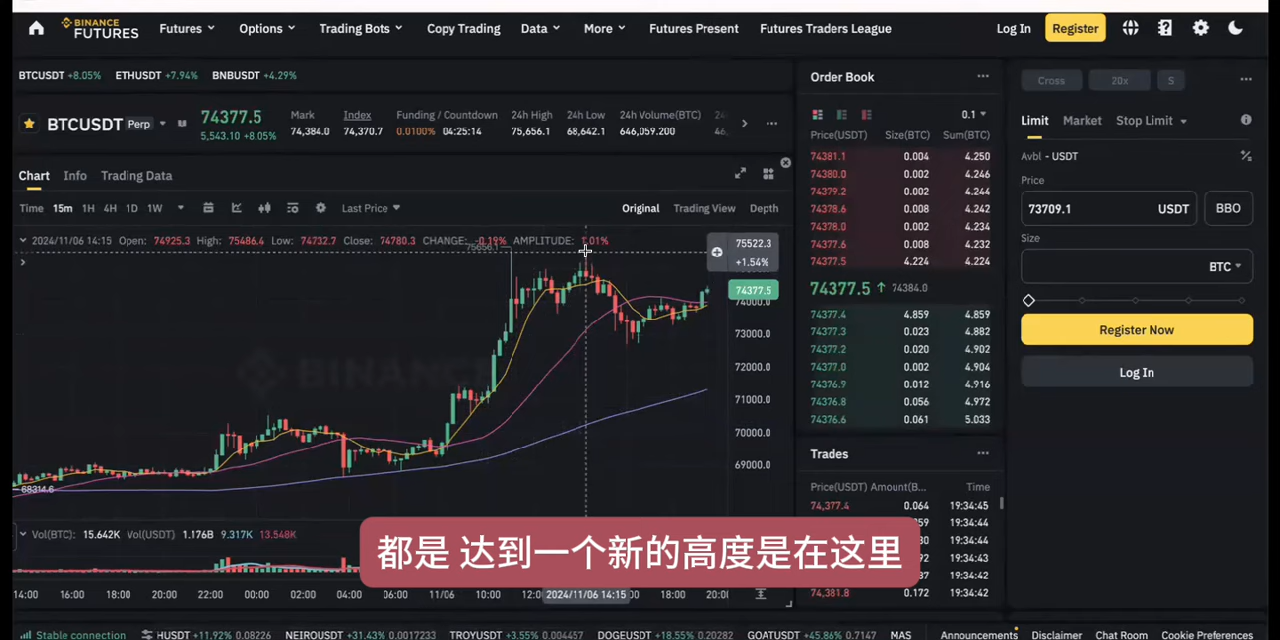 BINANCE FUTURES
Futures Options Trading Bots Copy Trading Data More Futures Present Futures Traders League Log In Register
BTCUSDT +8.05% ETHUSDT +7.94% BNBUSDT +4.29%
BTCUSDT Perp
74377.5
5,543.10 +8.05%
Mark
74,384.0
Index
74,370.7
Funding / Countdown
0.0100% 04:25:14
24h High
75,656.1
24h Low
68,642.1
24h Volume(BTC)
646,059.200
Chart Info Trading Data
Time 15m 1H 4H 1D 1W Last Price Original Trading View Depth
2024/11/06 14:15 Open: 74925.3 High: 75486.4 Low: 74732.7 Close: 74780.3 CHANGE: -0.19% AMPLITUDE: 1.01%
75656.1
75522.3
+1.54%
74377.5
74000.0
73000.0
72000.0
71000.0
70000.0
69000.0
68314.6
BINANCE
Vol(BTC): 15.642K Vol(USDT) 1.176B 9.317K 13.548K
都是 达到一个新的高度是在这里
14:00 16:00 18:00 20:00 22:00 00:00 02:00 04:00 06:00 11/06 10:00 12:0 2024/11/06 14:15 18:00 20:0
Order Book
0.1
Price(USDT) Size(BTC) Sum(BTC)
74381.1 0.004 4.250
74380.0 0.002 4.246
74379.2 0.002 4.244
74378.6 0.008 4.242
74378.0 0.002 4.234
74377.6 0.008 4.232
74377.5 4.224 4.224
74377.5 ↑ 74384.0
74377.4 4.859 4.859
74377.3 0.023 4.882
74377.2 0.020 4.902
74377.0 0.002 4.904
74376.9 0.012 4.916
74376.8 0.056 4.972
74376.6 0.061 5.033
Trades
Price(USDT) Amount(B... Time
74,377.4 0.064 19:34:45
19:34:44
19:34:44
19:34:42
74,381.8 0.172 19:34:42
Cross 20x S
Limit Market Stop Limit
Avbl - USDT
Price
73709.1 USDT BBO
Size
BTC
Register Now
Log In
Stable connection HUSDT +11.92% 0.08226 NEIROUSDT +31.43% 0.0017233 TROYUSDT +3.55% 0.004457 DOGEUSDT +18.55% 0.20282 GOATUSDT +45.86% 0.7147 MAS Announcements Disclaimer Chat Room Cookie Preferences